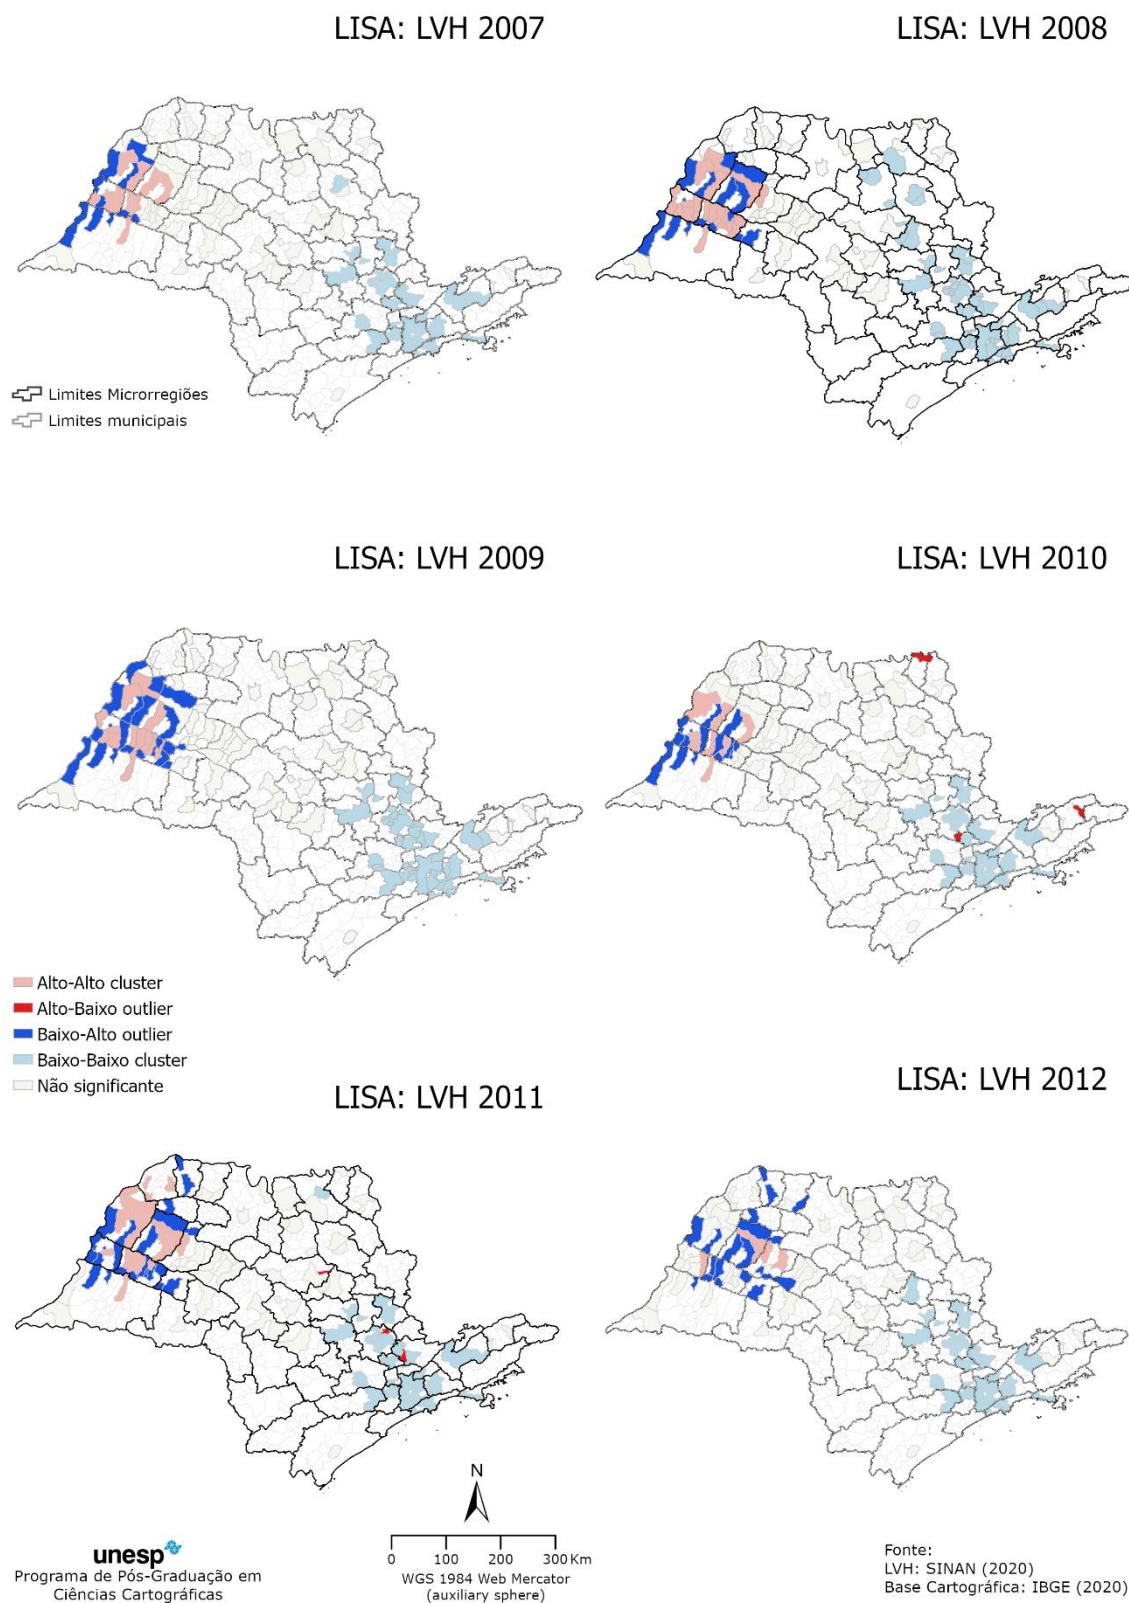 LISA: LVH 2007
LISA: LVH 2008
Limites Microrregiões
Limites municipais
LISA: LVH 2009
LISA: LVH 2010
Alto-Alto cluster
Alto-Baixo outlier
Baixo-Alto outlier
Baixo-Baixo cluster
Não significante
LISA: LVH 2011
LISA: LVH 2012
N
0 100 200 300 Km
WGS 1984 Web Mercator
(auxiliary sphere)
unesp
Programa de Pós-Graduação em
Ciências Cartográficas
Fonte:
LVH: SINAN (2020)
Base Cartográfica: IBGE (2020)